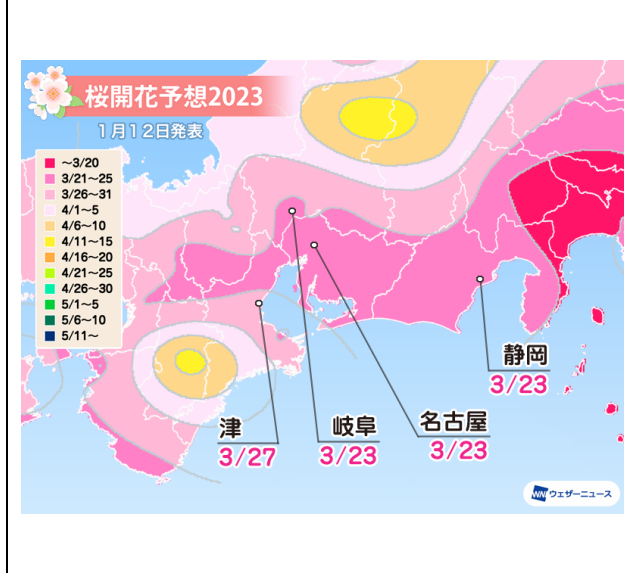 桜開花予想2023
1月12日発表
～3/20
3/21～25
3/26～31
4/1～5
4/6～10
4/11～15
4/16～20
4/21～25
4/26～30
5/1～5
5/6～10
5/11～
静岡
3/23
名古屋
3/23
岐阜
3/23
津
3/27
WNI ウェザーニュース